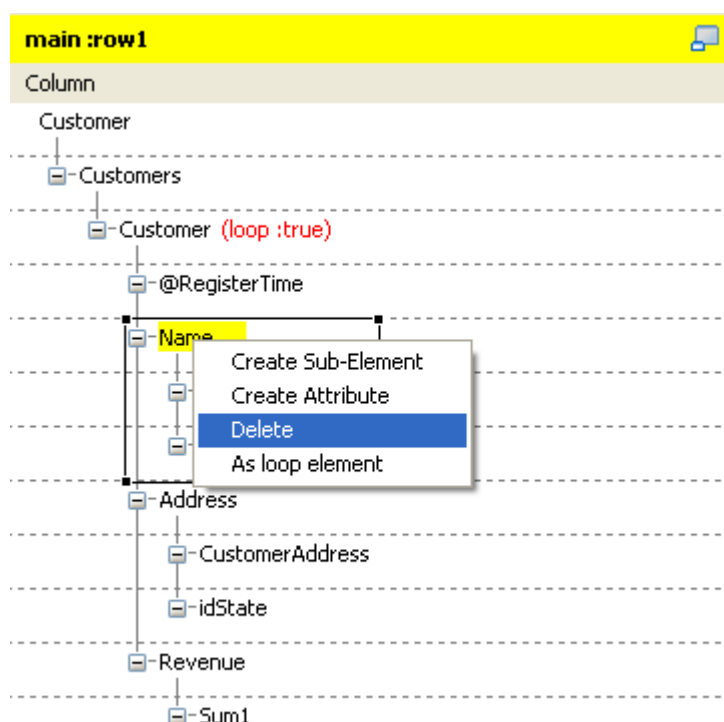 main :row1
Column
Customer
Customers
Customer (loop :true)
@RegisterTime
Name
Create Sub-Element
Create Attribute
Delete
As loop element
Address
CustomerAddress
idState
Revenue
Sum1